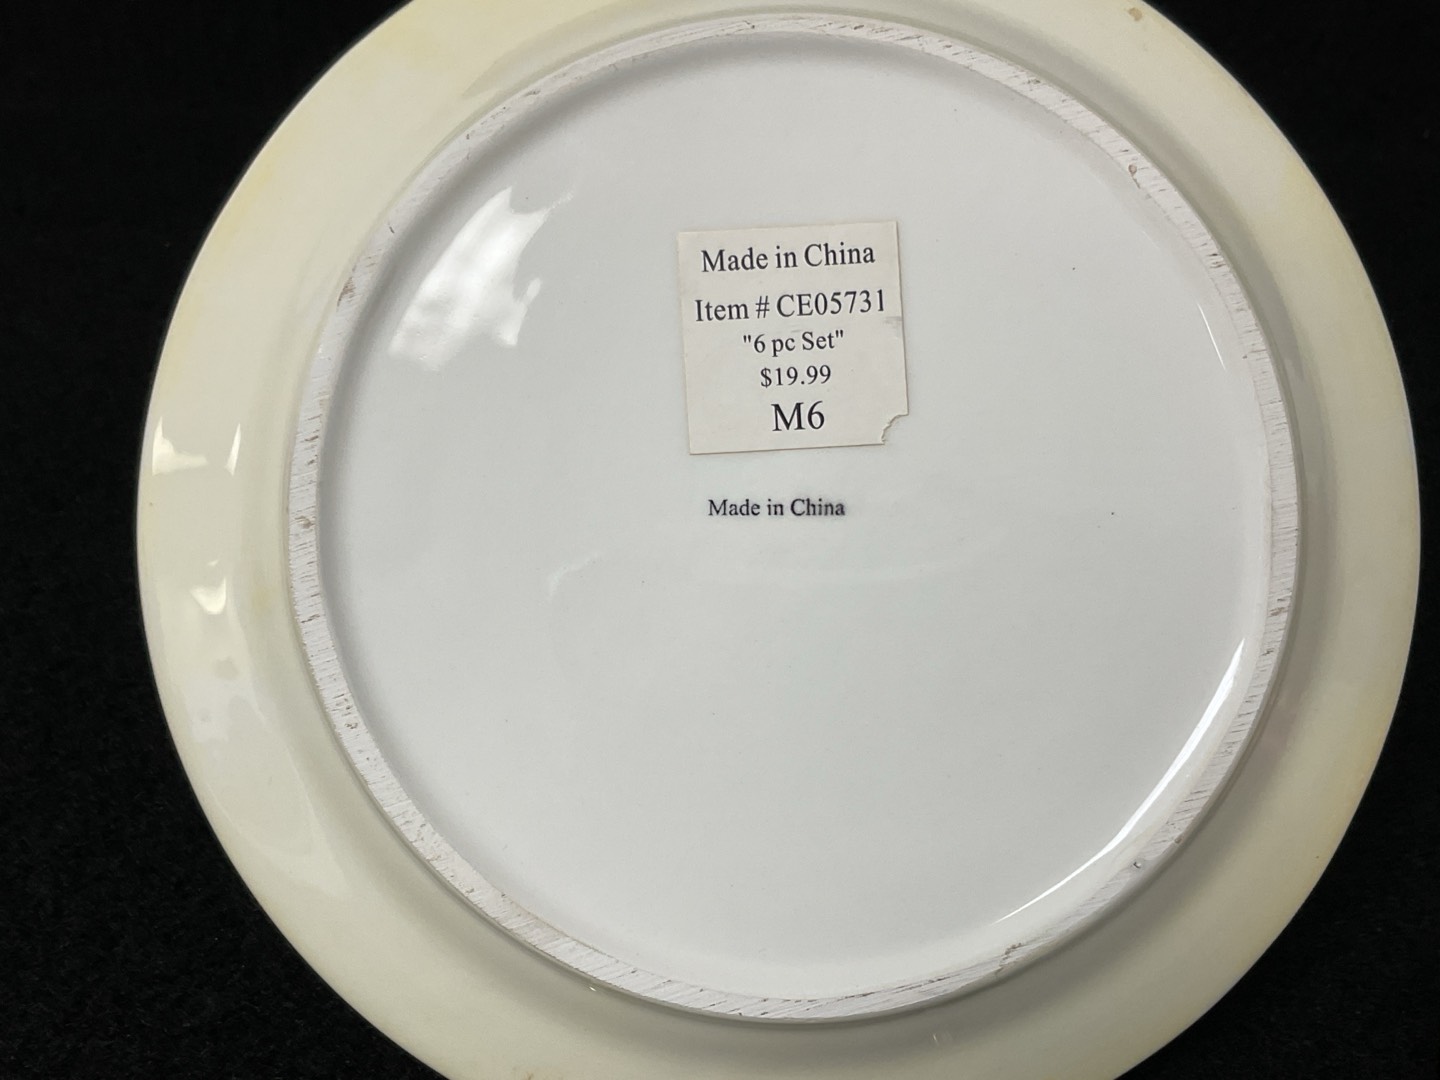 Made in China
Item # CE05731
"6 pc Set"
$19.99
M6
Made in China